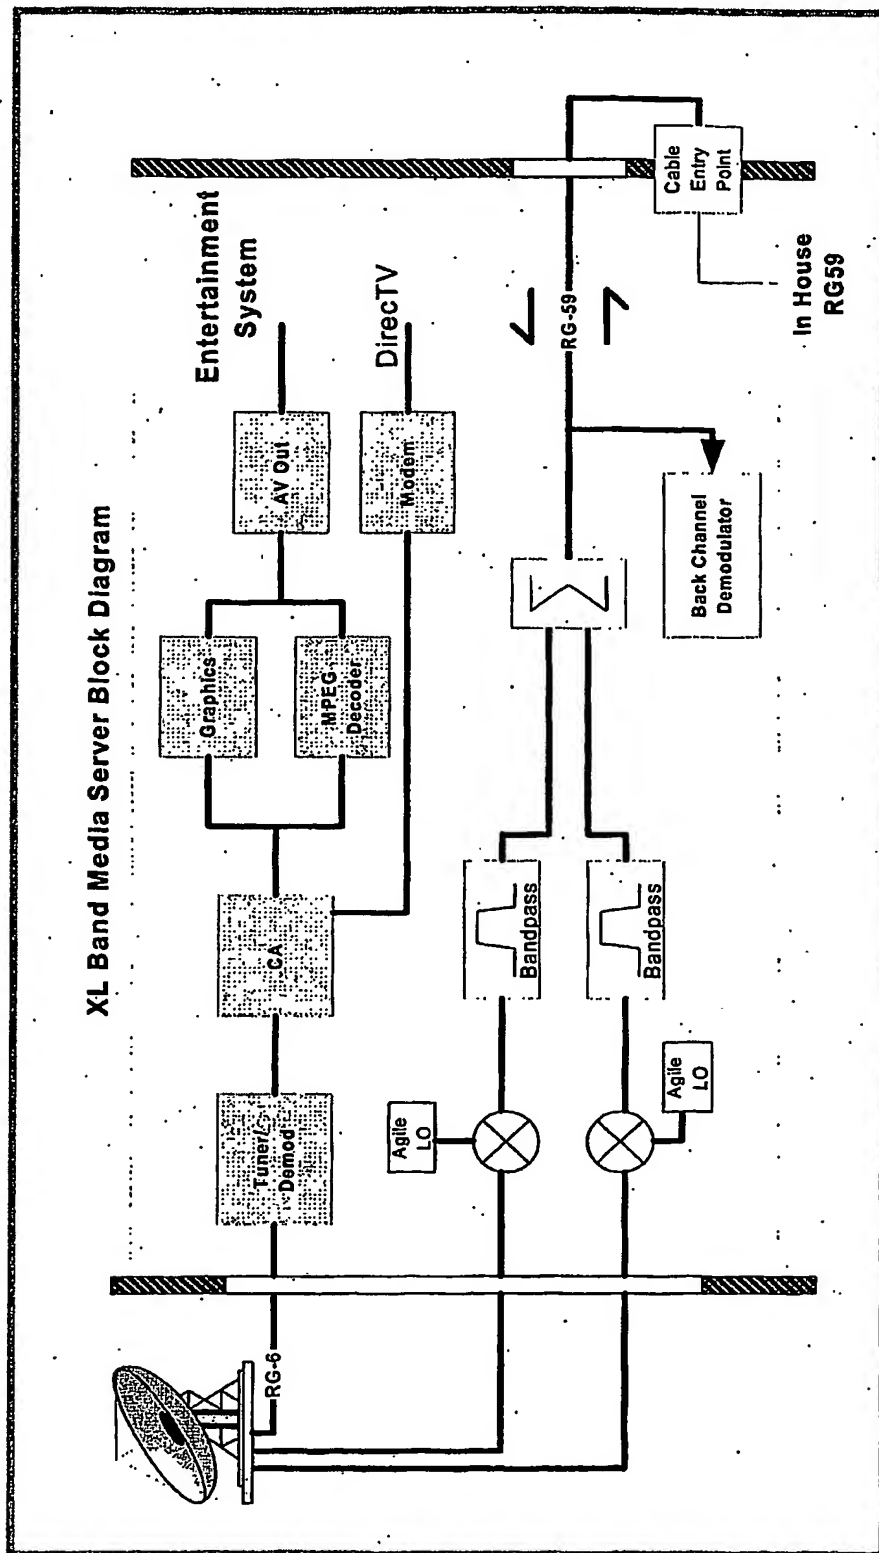 XL Band Media Server Block Diagram
RG-6
Tuner/
Demod
CA
Graphics
MPEG
Decoder
AV Out
Entertainment
System
Modem
DirecTV
Agile
LO
Bandpass
Agile
LO
Bandpass
RG-59
Back Channel
Demodulator
Cable
Entry
Point
In House
RG59